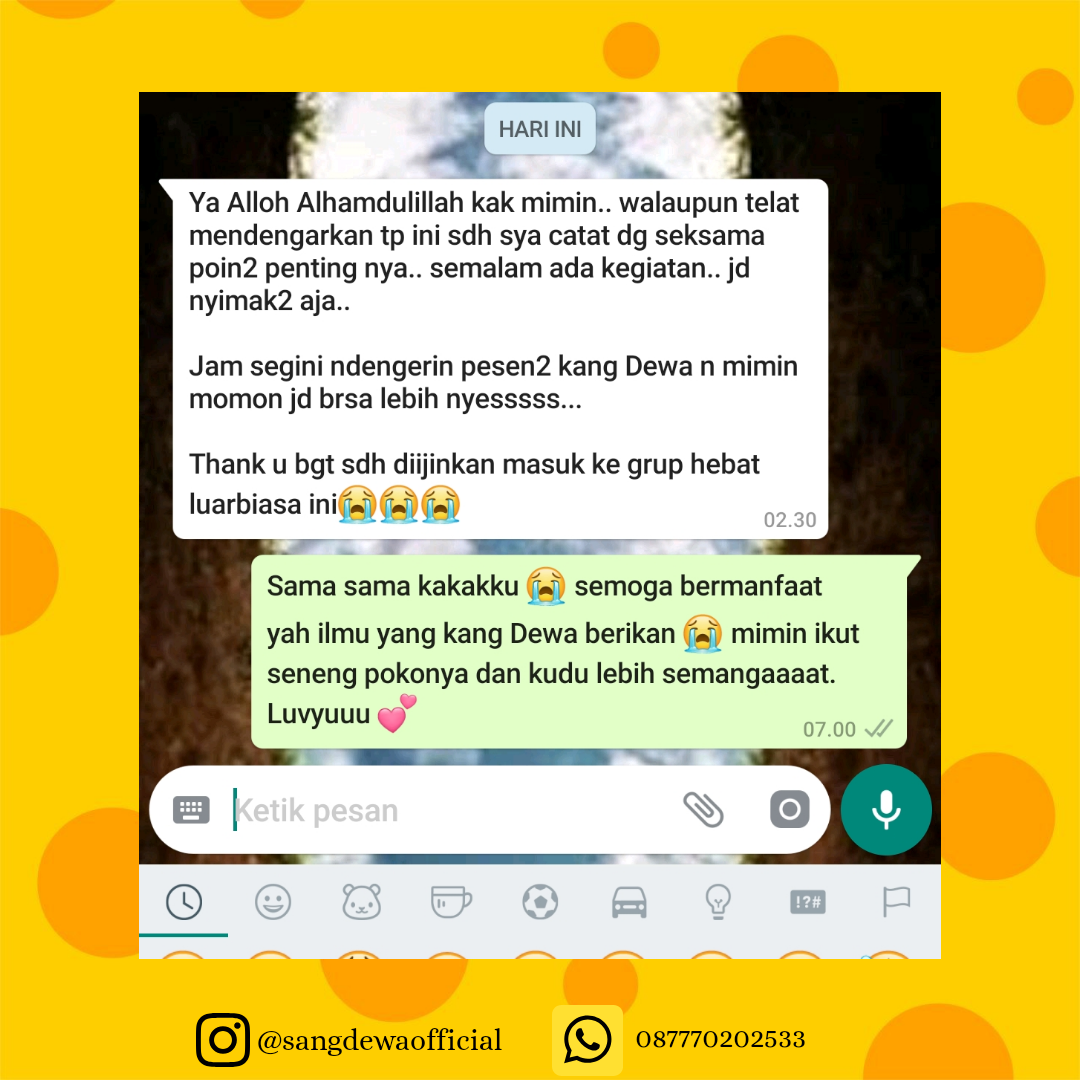 HARI INI
Ya Alloh Alhamdulillah kak mimin.. walaupun telat
mendengarkan tp ini sdh sya catat dg seksama
poin2 penting nya.. semalam ada kegiatan.. jd
nyimak2 aja..
Jam segini ndengerin pesen2 kang Dewa n mimin
momon jd brsa lebih nyesssss...
Thank u bgt sdh diijinkan masuk ke grup hebat
luarbiasa ini😭😭😭
02.30
Sama sama kakakku 😭 semoga bermanfaat
yah ilmu yang kang Dewa berikan 😭 mimin ikut
seneng pokonya dan kudu lebih semangaaaat.
Luvyuuu 💕
07.00
Ketik pesan
!?#
@sangdewaofficial
087770202533